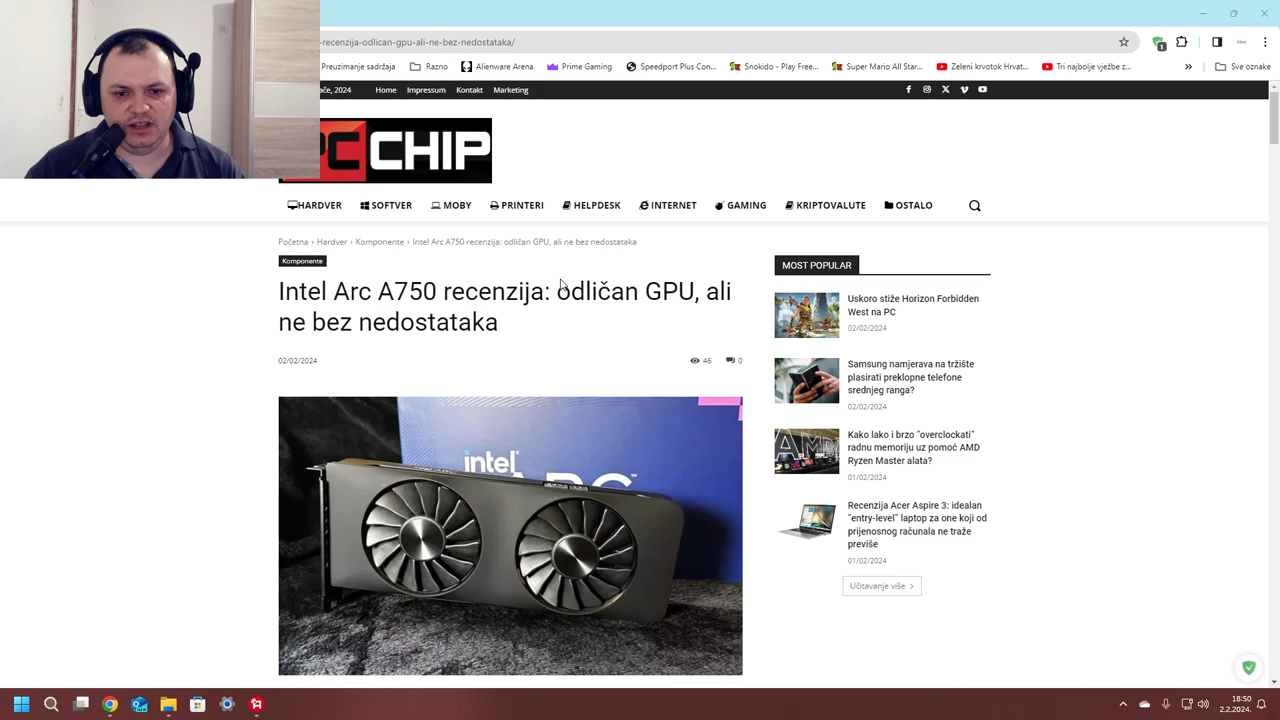 -recenzija-odlican-gpu-ali-ne-bez-nedostataka/
1
Preuzimanje sadržaja
Razno
Alienware Arena
Prime Gaming
Speedport Plus Con...
Snokido - Play Free...
Super Mario All Star...
Zeleni krvotok Hrvat...
Tri najbolje vježbe z...
»
Sve oznake
ače, 2024
Home
Impressum
Kontakt
Marketing
C CHIP
HARDVER
SOFTVER
MOBY
PRINTERI
HELPDESK
INTERNET
GAMING
KRIPTOVALUTE
OSTALO
Početna › Hardver › Komponente › Intel Arc A750 recenzija: odličan GPU, ali ne bez nedostataka
Komponente
Intel Arc A750 recenzija: odličan GPU, ali
ne bez nedostataka
02/02/2024
46
0
intel
ARC
MOST POPULAR
Uskoro stiže Horizon Forbidden
West na PC
02/02/2024
Samsung namjerava na tržište
plasirati preklopne telefone
srednjeg ranga?
02/02/2024
AMD
Kako lako i brzo "overclockati"
radnu memoriju uz pomoć AMD
Ryzen Master alata?
01/02/2024
Recenzija Acer Aspire 3: idealan
"entry-level" laptop za one koji od
prijenosnog računala ne traže
previše
01/02/2024
Učitavanje više
18:50
2.2.2024.